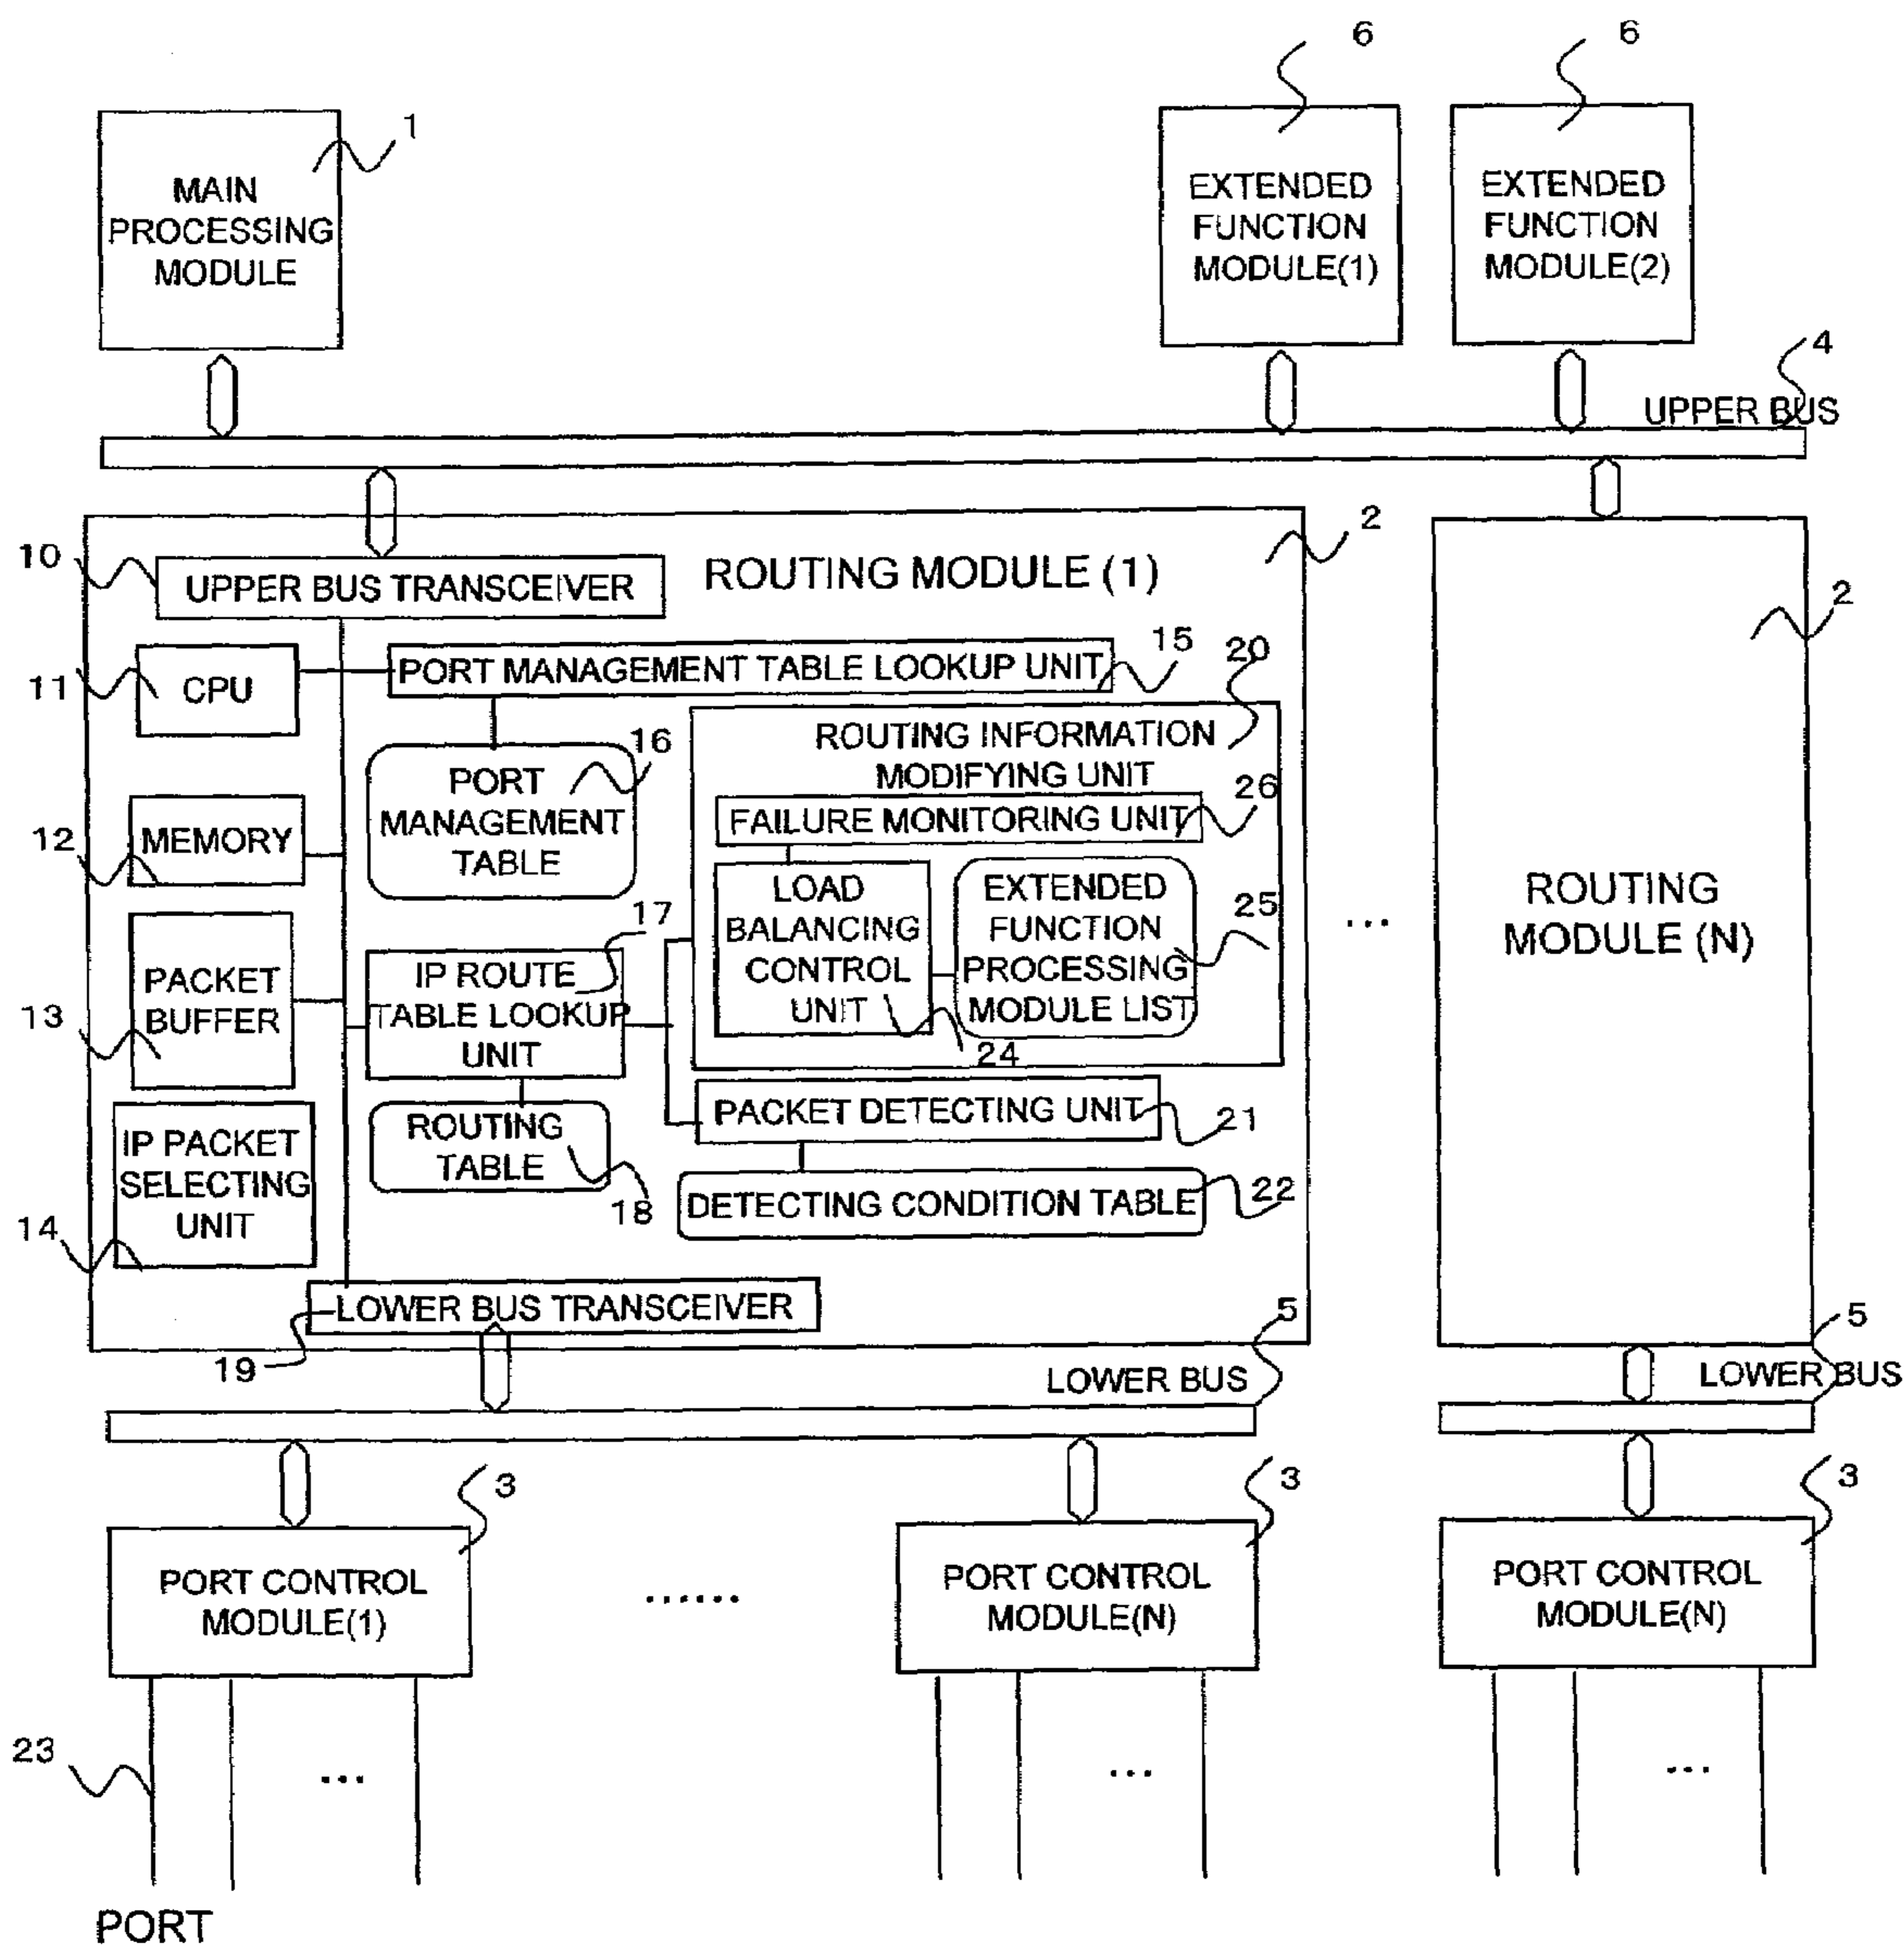 6
6
1
MAIN
PROCESSING
MODULE
EXTENDED
FUNCTION
MODULE(1)
EXTENDED
FUNCTION
MODULE(2)
4
UPPER BUS
2
10
UPPER BUS TRANSCEIVER
ROUTING MODULE (1)
2
11
CPU
PORT MANAGEMENT TABLE LOOKUP UNIT
15
20
16
PORT
MANAGEMENT
TABLE
ROUTING INFORMATION
MODIFYING UNIT
26
FAILURE MONITORING UNIT
12
MEMORY
LOAD
BALANCING
CONTROL
UNIT
EXTENDED
FUNCTION
PROCESSING
MODULE LIST
25
24
...
ROUTING
MODULE (N)
17
13
PACKET
BUFFER
IP ROUTE
TABLE LOOKUP
UNIT
PACKET DETECTING UNIT
21
14
IP PACKET
SELECTING
UNIT
ROUTING
TABLE
18
DETECTING CONDITION TABLE
22
LOWER BUS TRANSCEIVER
19
5
LOWER BUS
5
LOWER BUS
3
PORT CONTROL
MODULE(1)
......
3
PORT CONTROL
MODULE(N)
3
PORT CONTROL
MODULE(N)
23
...
...
...
PORT